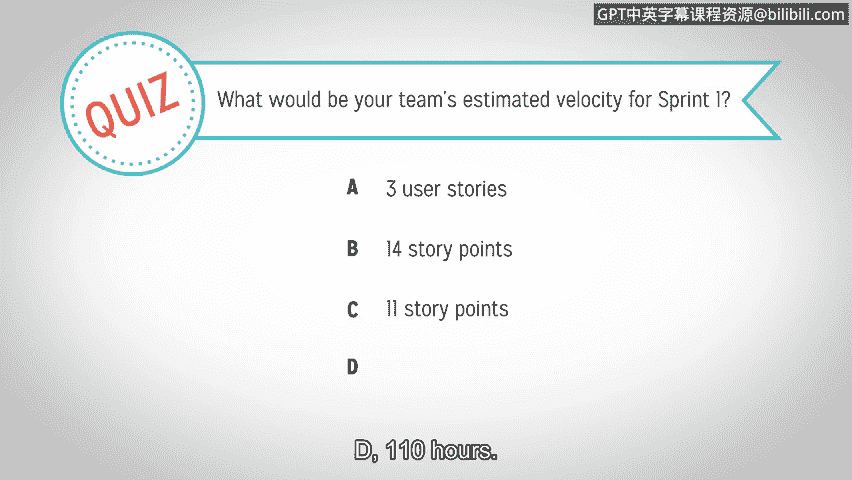 GPT中英字幕课程资源@bilibili.com
QUIZ
What would be your team's estimated velocity for Sprint 1?
A 3 user stories
B 14 story points
C 11 story points
D
D, 110 hours.